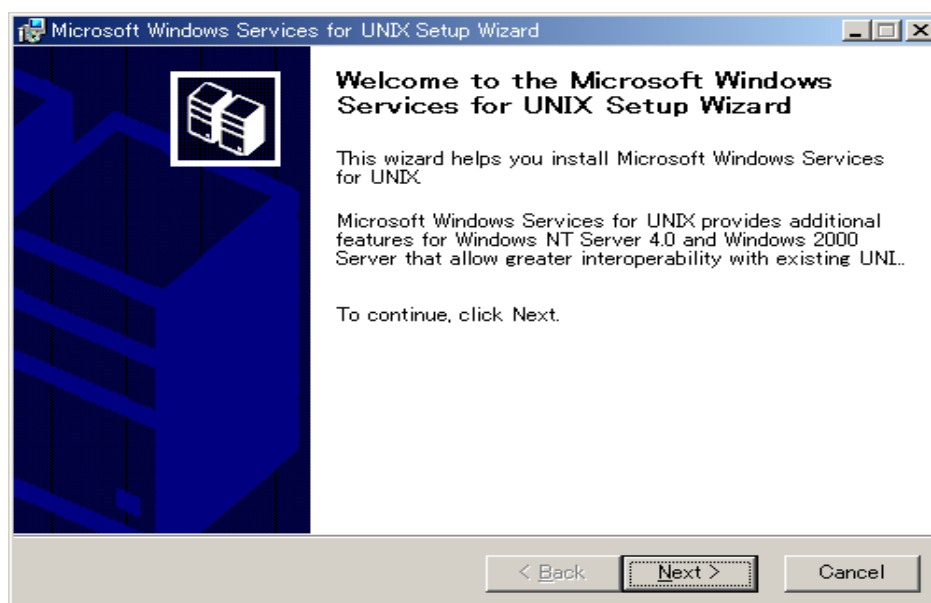 Microsoft Windows Services for UNIX Setup Wizard
Welcome to the Microsoft Windows
Services for UNIX Setup Wizard
This wizard helps you install Microsoft Windows Services
for UNIX.
Microsoft Windows Services for UNIX provides additional
features for Windows NT Server 4.0 and Windows 2000
Server that allow greater interoperability with existing UNI..
To continue, click Next.
< Back
Next >
Cancel